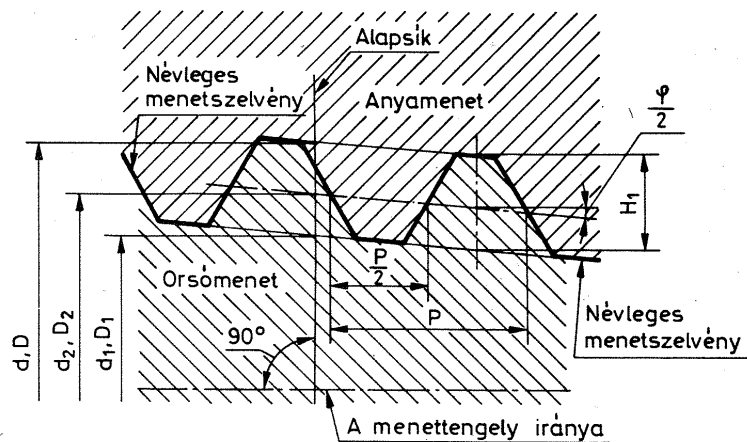 Alapsík
Névleges
menetszelvény
Anyamenet
φ/2
H₁
P/2
P
Orsómenet
Névleges
menetszelvény
d, D
d₂, D₂
d₁, D₁
90°
A menettengely iránya